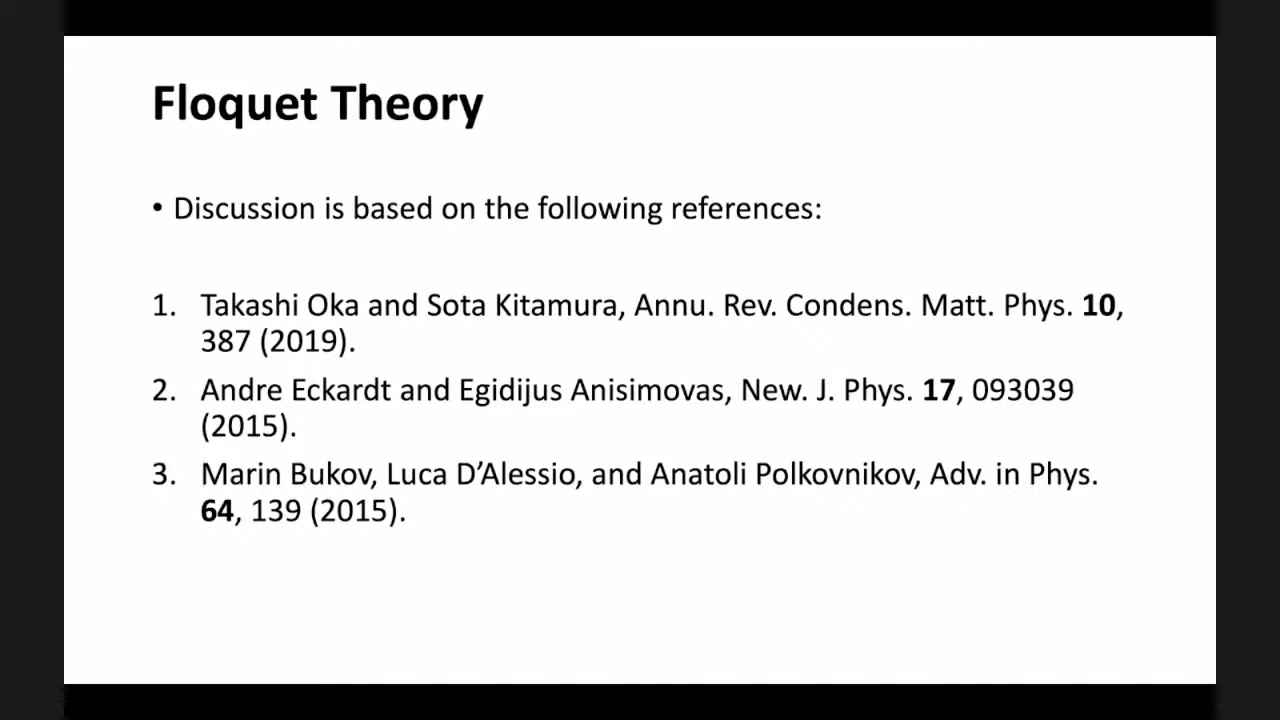 Floquet Theory
• Discussion is based on the following references:
1. Takashi Oka and Sota Kitamura, Annu. Rev. Condens. Matt. Phys. 10,
387 (2019).
2. Andre Eckardt and Egidijus Anisimovas, New. J. Phys. 17, 093039
(2015).
3. Marin Bukov, Luca D’Alessio, and Anatoli Polkovnikov, Adv. in Phys.
64, 139 (2015).